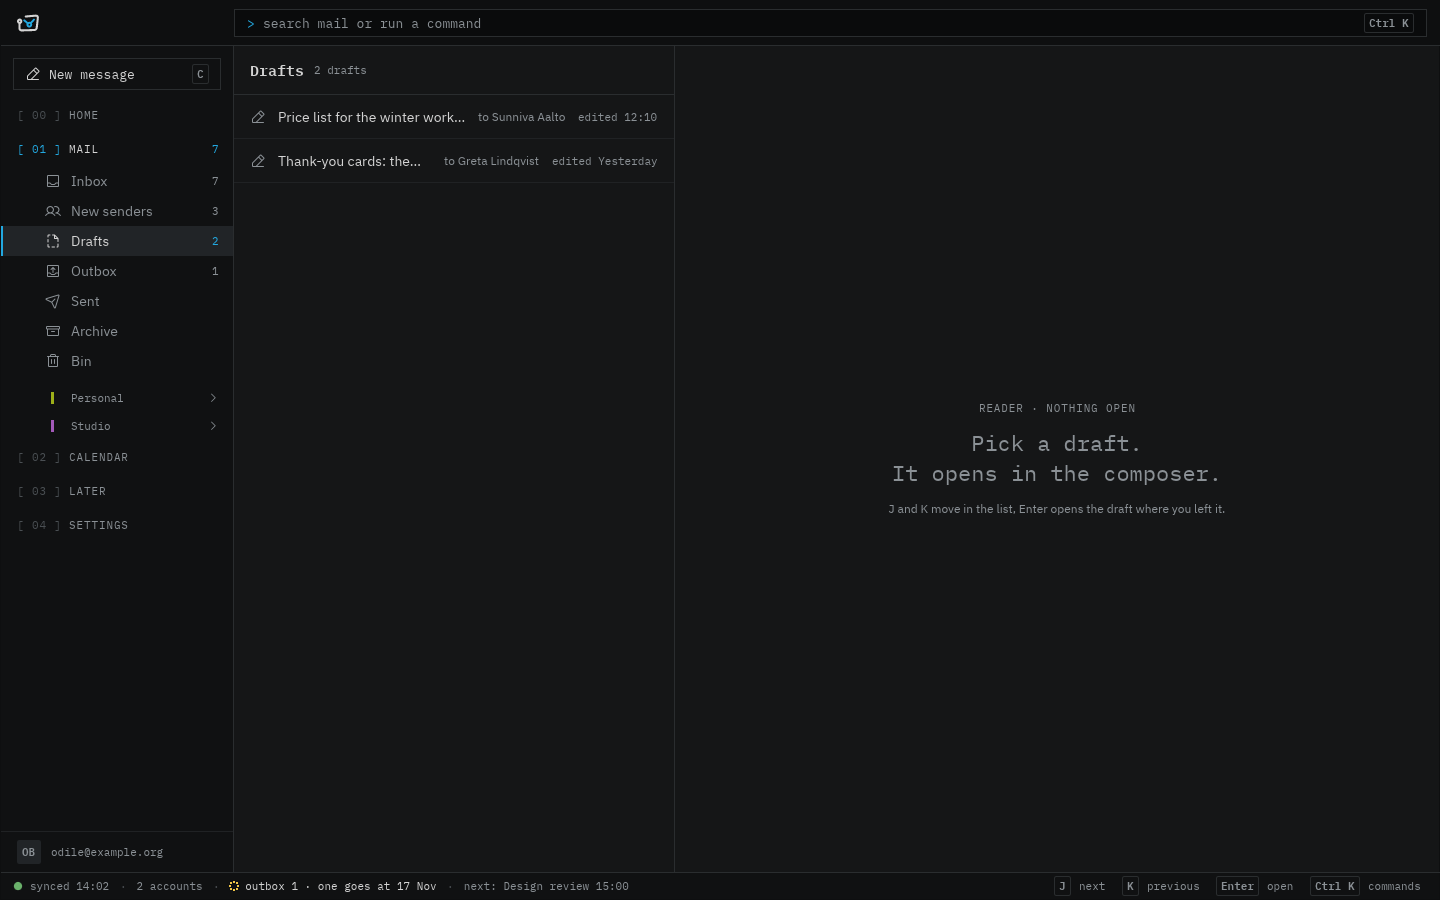 > search mail or run a command Ctrl K
New message C
[ 00 ] HOME
[ 01 ] MAIL 7
Inbox 7
New senders 3
Drafts 2
Outbox 1
Sent
Archive
Bin
Personal
Studio
[ 02 ] CALENDAR
[ 03 ] LATER
[ 04 ] SETTINGS
OB odile@example.org
Drafts 2 drafts
Price list for the winter work… to Sunniva Aalto edited 12:10
Thank-you cards: the… to Greta Lindqvist edited Yesterday
READER · NOTHING OPEN
Pick a draft.
It opens in the composer.
J and K move in the list, Enter opens the draft where you left it.
synced 14:02 · 2 accounts · outbox 1 · one goes at 17 Nov · next: Design review 15:00 J next K previous Enter open Ctrl K commands